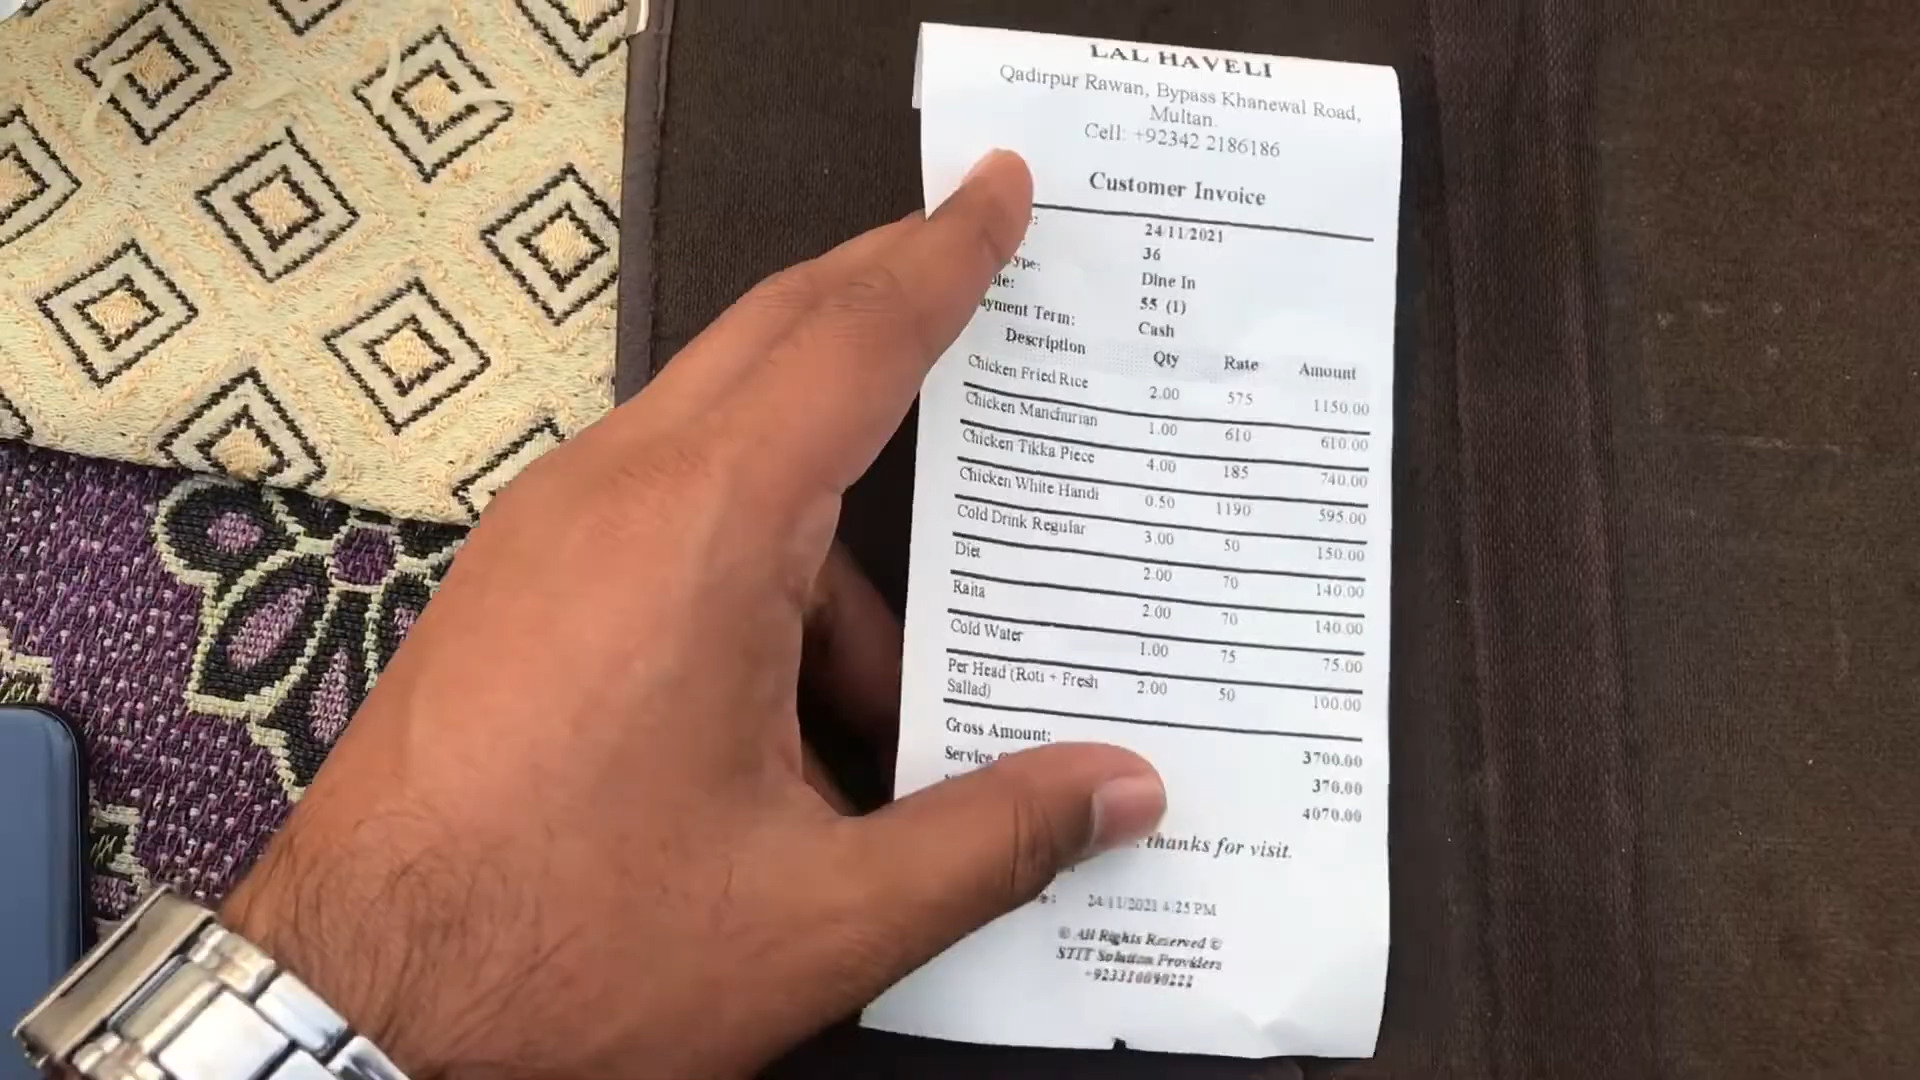 LAL HAVELI
Qadirpur Rawan, Bypass Khanewal Road,
Multan.
Cell: +92342 2186186
Customer Invoice
24/11/2021
36
Dine In
55 (1)
ayment Term: Cash
Description Qty Rate Amount
Chicken Fried Rice 2.00 575 1150.00
Chicken Manchurian 1.00 610 610.00
Chicken Tikka Piece 4.00 185 740.00
Chicken White Handi 0.50 1190 595.00
Cold Drink Regular 3.00 50 150.00
Diet 2.00 70 140.00
Raita 2.00 70 140.00
Cold Water 1.00 75 75.00
Per Head (Roti + Fresh 2.00 50 100.00
Sallad)
Gross Amount: 3700.00
Service 370.00
4070.00
thanks for visit.
24/11/2021 4:25 PM
© All Rights Reserved ©
STIT Solution Providers